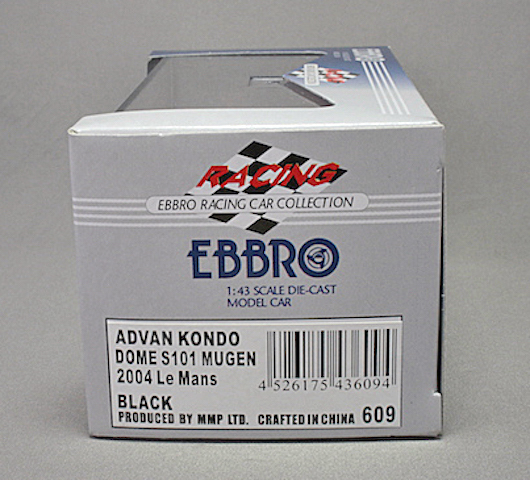 RACING
EBBRO RACING CAR COLLECTION
EBBRO
1:43 SCALE DIE-CAST
MODEL CAR
ADVAN KONDO
DOME S101 MUGEN
2004 Le Mans
4 526175 436094
BLACK
PRODUCED BY MMP LTD. CRAFTED IN CHINA 609